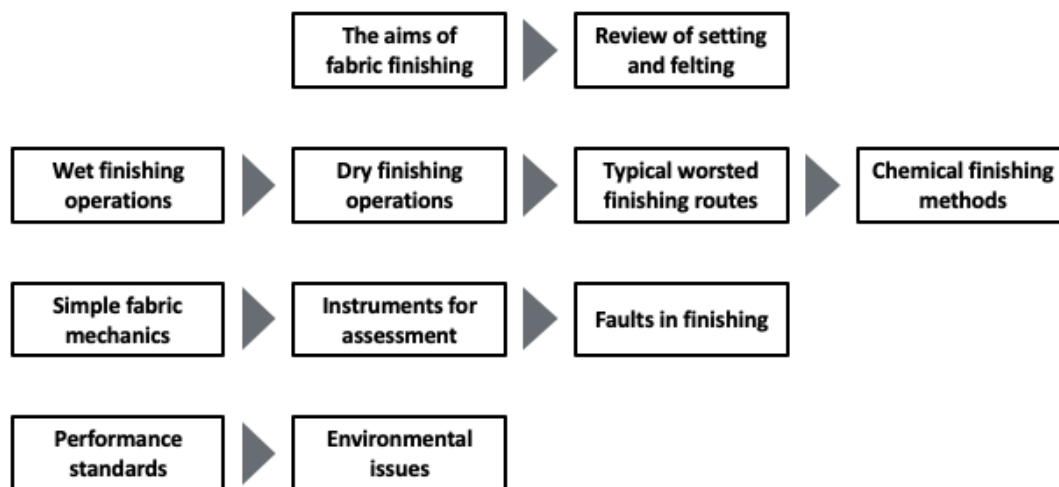 The aims of
fabric finishing
Review of setting
and felting
Wet finishing
operations
Dry finishing
operations
Typical worsted
finishing routes
Chemical finishing
methods
Simple fabric
mechanics
Instruments for
assessment
Faults in finishing
Performance
standards
Environmental
issues